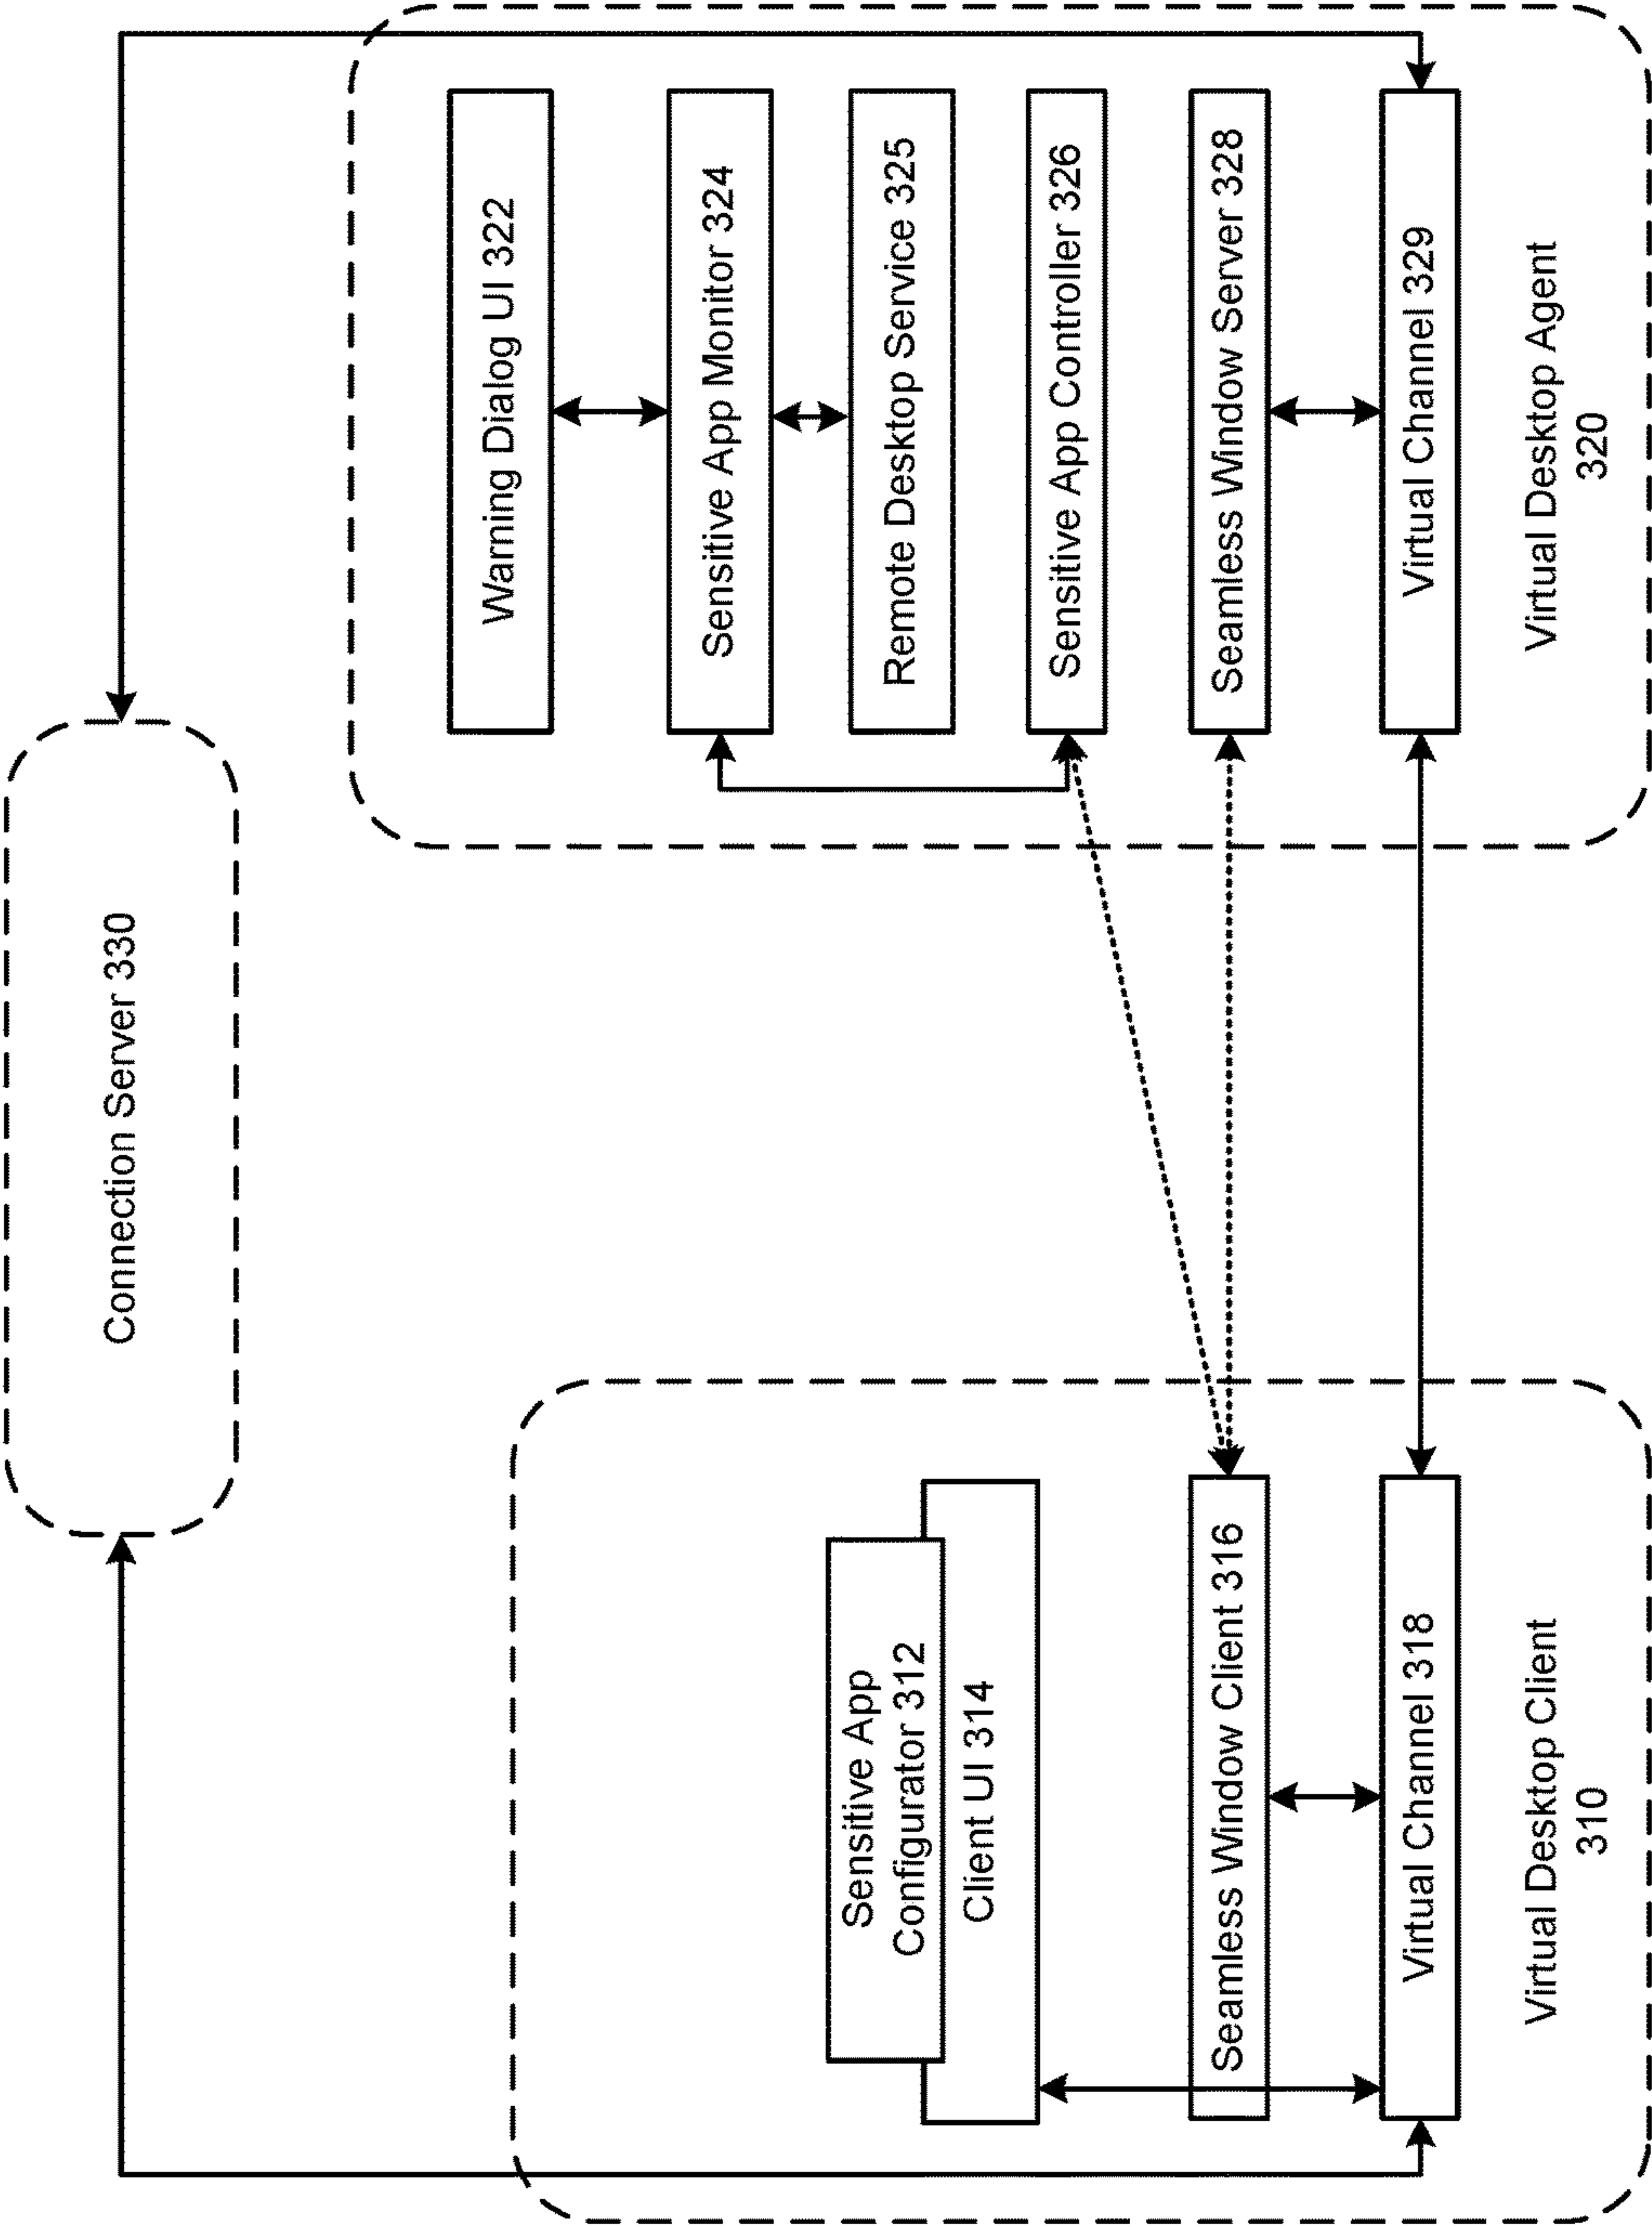 Connection Server 330
Sensitive App
Configurator 312
Client UI 314
Seamless Window Client 316
Virtual Channel 318
Virtual Desktop Client
310
Warning Dialog UI 322
Sensitive App Monitor 324
Remote Desktop Service 325
Sensitive App Controller 326
Seamless Window Server 328
Virtual Channel 329
Virtual Desktop Agent
320